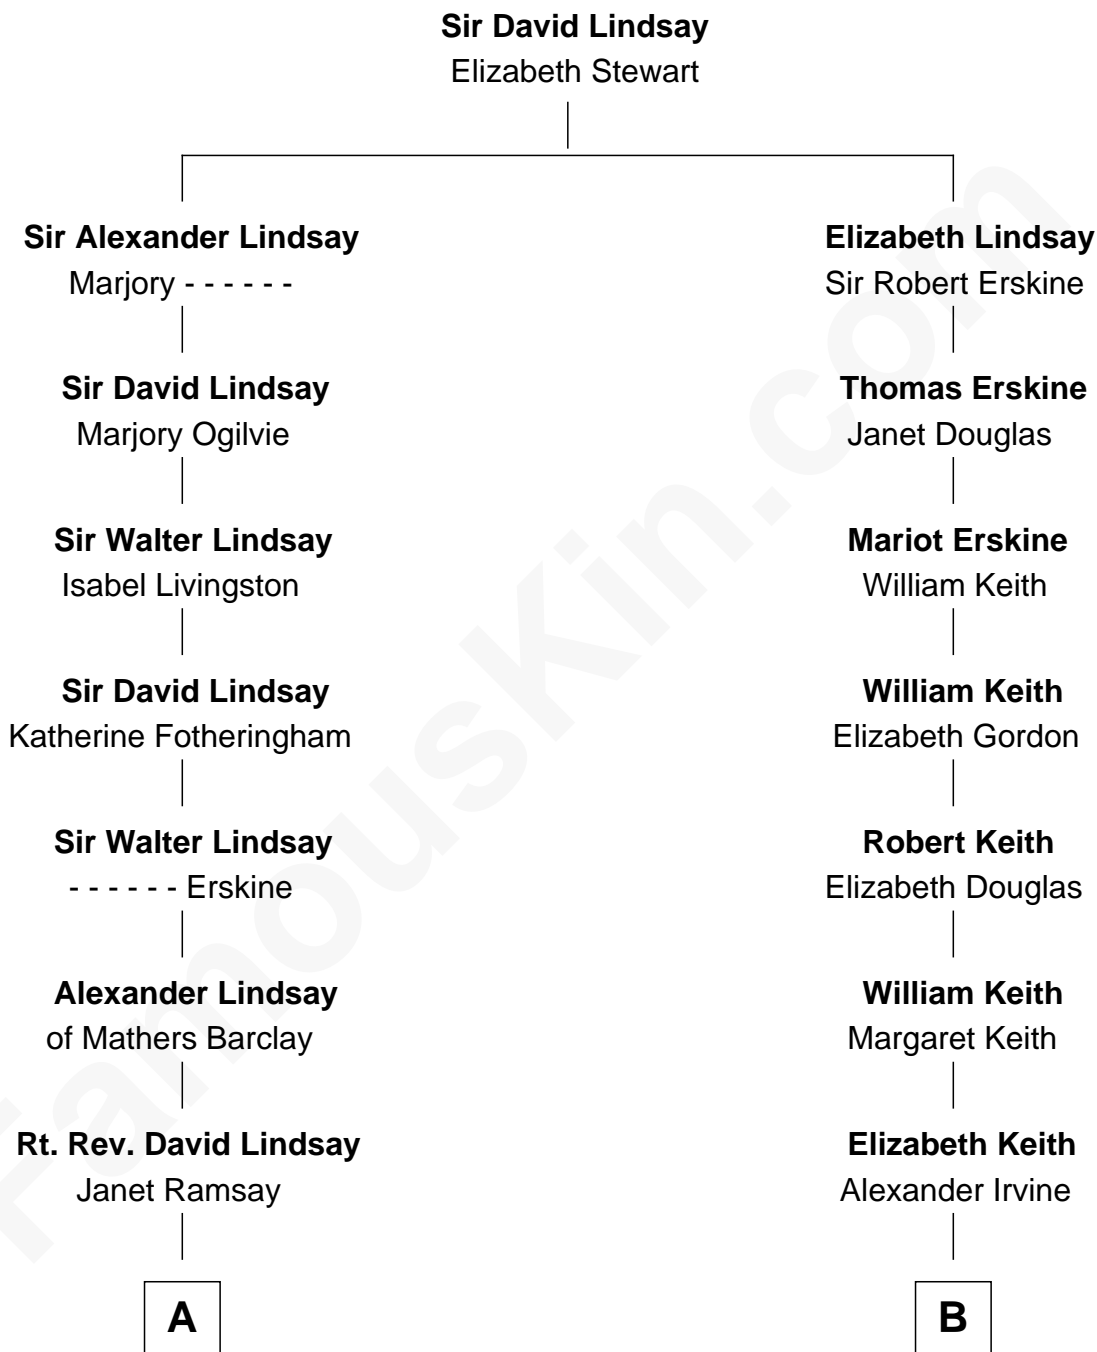 Sir David Lindsay
Elizabeth Stewart
Sir Alexander Lindsay
Marjory - - - - - -
Sir David Lindsay
Marjory Ogilvie
Sir Walter Lindsay
Isabel Livingston
Sir David Lindsay
Katherine Fotheringham
Sir Walter Lindsay
- - - - - - Erskine
Alexander Lindsay
of Mathers Barclay
Rt. Rev. David Lindsay
Janet Ramsay
A
Elizabeth Lindsay
Sir Robert Erskine
Thomas Erskine
Janet Douglas
Mariot Erskine
William Keith
William Keith
Elizabeth Gordon
Robert Keith
Elizabeth Douglas
William Keith
Margaret Keith
Elizabeth Keith
Alexander Irvine
B
FamousKin.com